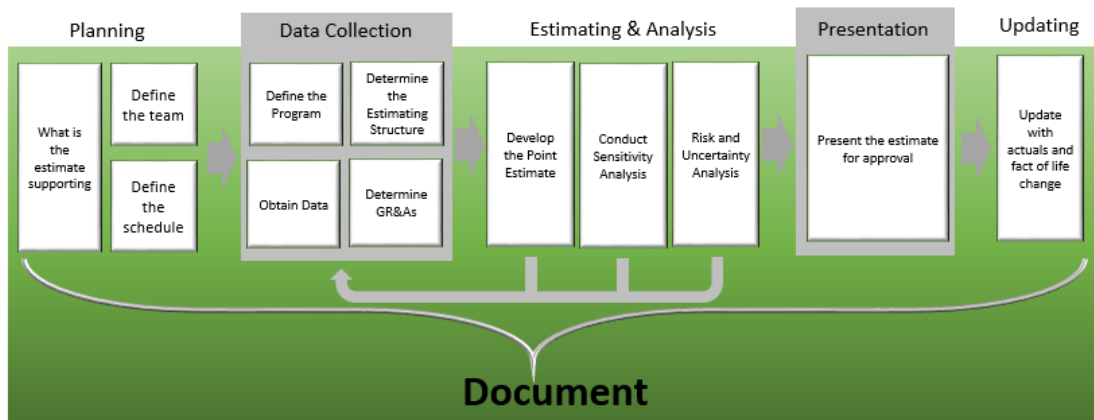 Planning
What is
the
estimate
supporting
Define
the team
Define
the
schedule
Data Collection
Define the
Program
Determine
the
Estimating
Structure
Obtain Data
Determine
GR&As
Estimating & Analysis
Develop
the Point
Estimate
Conduct
Sensitivity
Analysis
Risk and
Uncertainty
Analysis
Presentation
Present the estimate
for approval
Updating
Update
with
actuals and
fact of life
change
Document